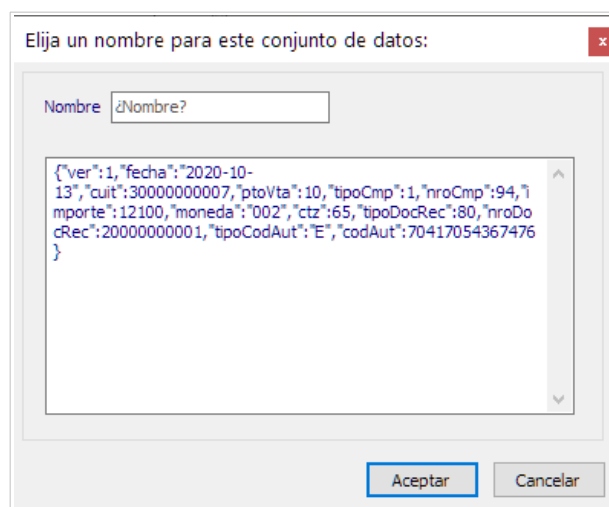 Elija un nombre para este conjunto de datos:
x
Nombre ¿Nombre?
{"ver":1,"fecha":"2020-10-
13","cuit":30000000007,"ptoVta":10,"tipoCmp":1,"nroCmp":94,"i
mporte":12100,"moneda":"002","ctz":65,"tipoDocRec":80,"nroDo
cRec":20000000001,"tipoCodAut":"E","codAut":70417054367476
}
Aceptar Cancelar